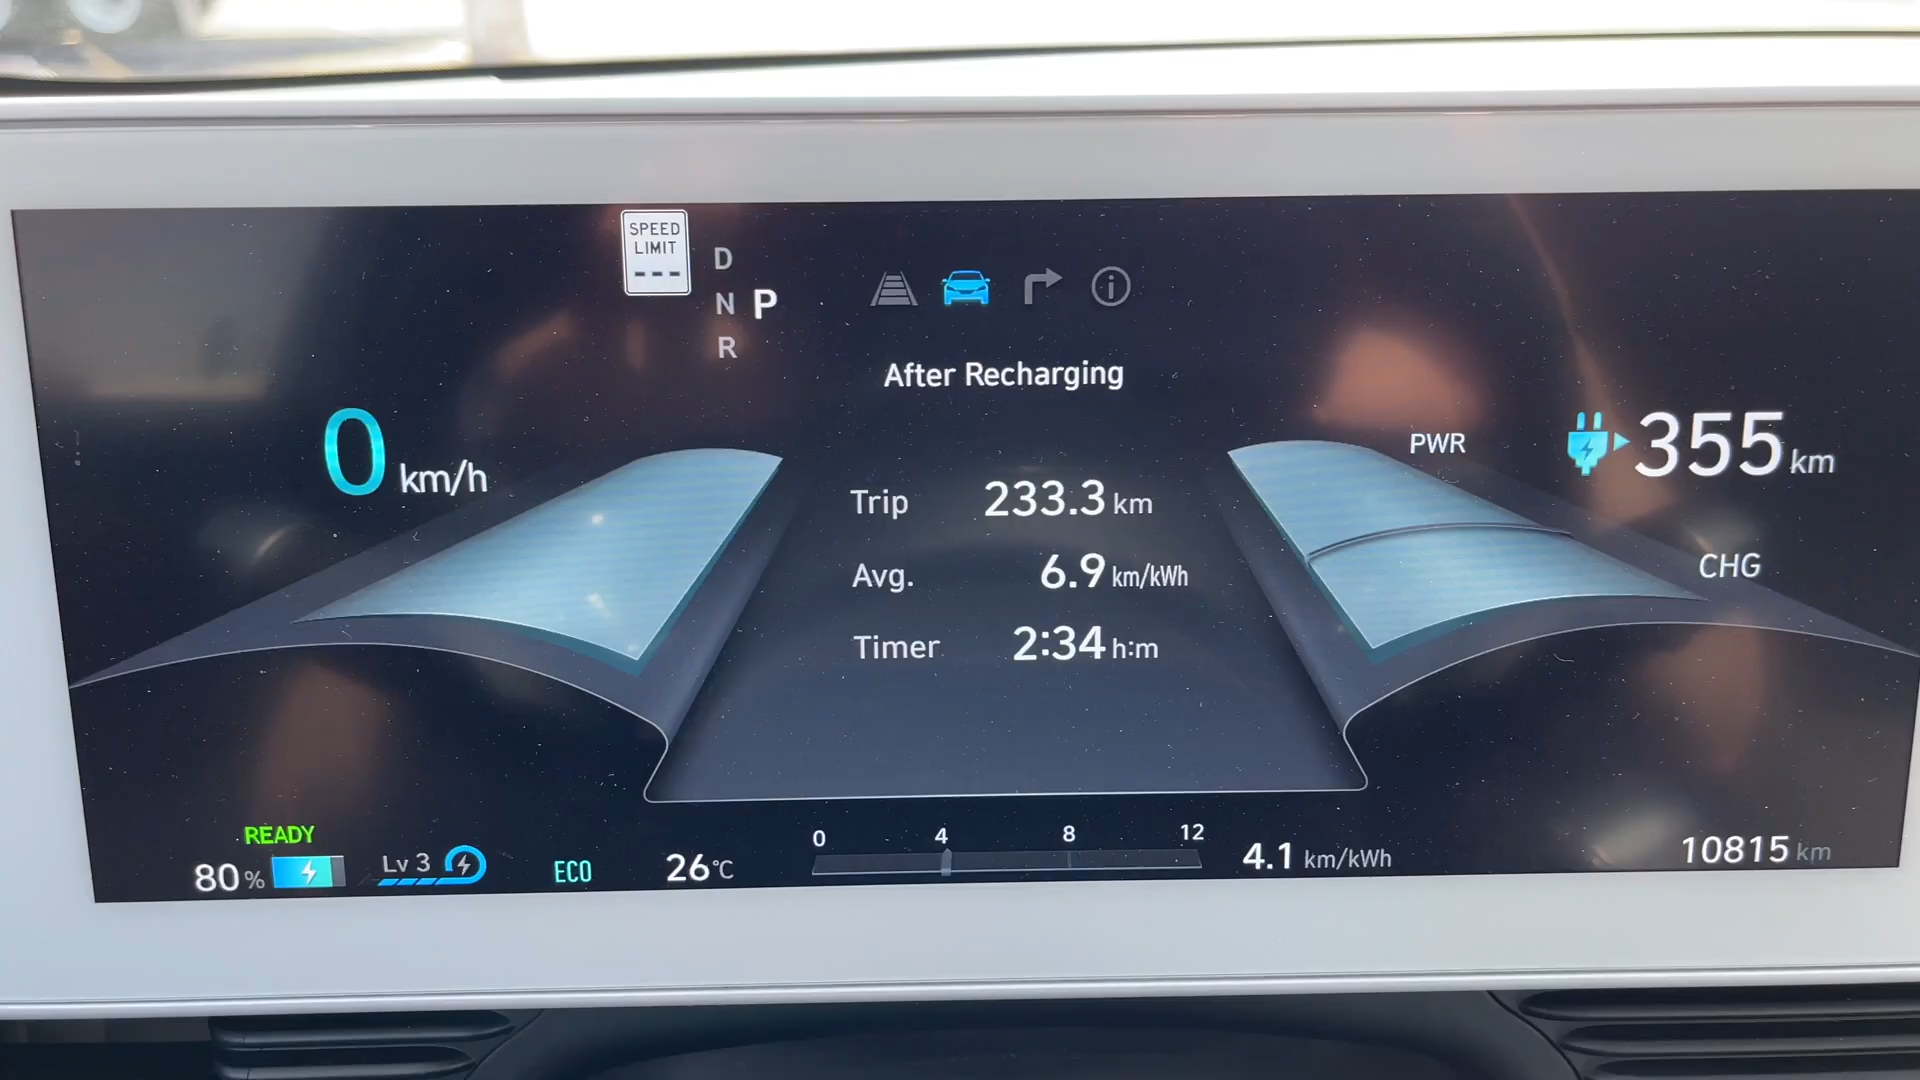 SPEED
LIMIT
---
D
N P
R
After Recharging
0 km/h
PWR
355 km
Trip 233.3 km
Avg. 6.9 km/kWh
CHG
Timer 2:34 h:m
READY
80% Lv 3
ECO
26°C
0 4 8 12
4.1 km/kWh
10815 km